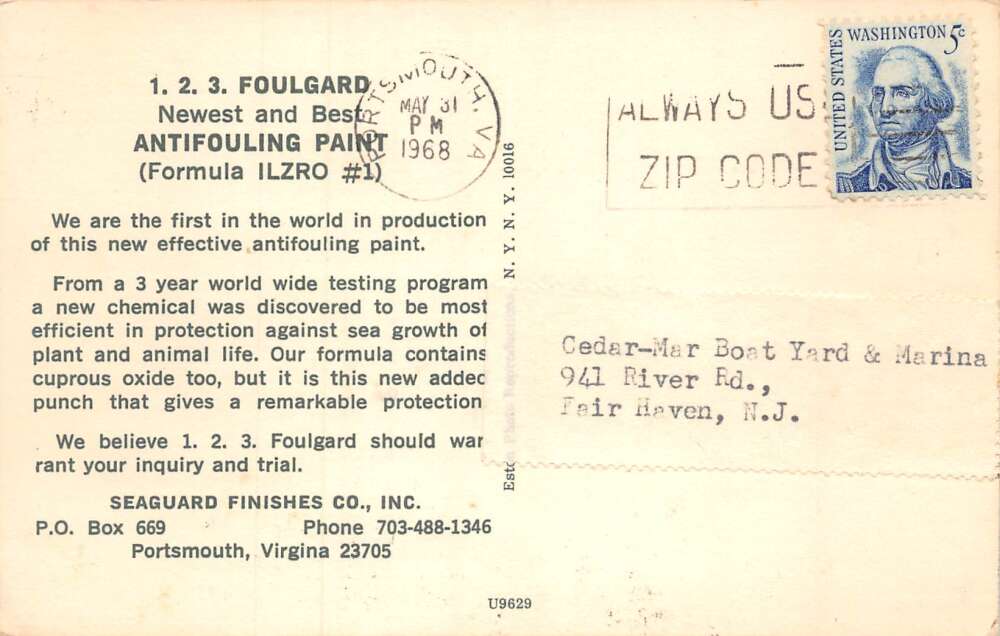 1. 2. 3. FOULGARD
Newest and Best
ANTIFOULING PAINT
(Formula ILZRO #1)
We are the first in the world in production
of this new effective antifouling paint.
From a 3 year world wide testing program
a new chemical was discovered to be most
efficient in protection against sea growth of
plant and animal life. Our formula contains
cuprous oxide too, but it is this new added
punch that gives a remarkable protection
We believe 1. 2. 3. Foulgard should war
rant your inquiry and trial.
SEAGUARD FINISHES CO., INC.
P.O. Box 669 Phone 703-488-1346
Portsmouth, Virgina 23705
PORTSMOUTH, VA
MAY 31
PM
1968
N. Y. N. Y. 10016
ALWAYS US
ZIP CODE
UNITED STATES
WASHINGTON 5c
Cedar-Mar Boat Yard & Marina
941 River Rd.,
Fair Haven, N.J.
U9629